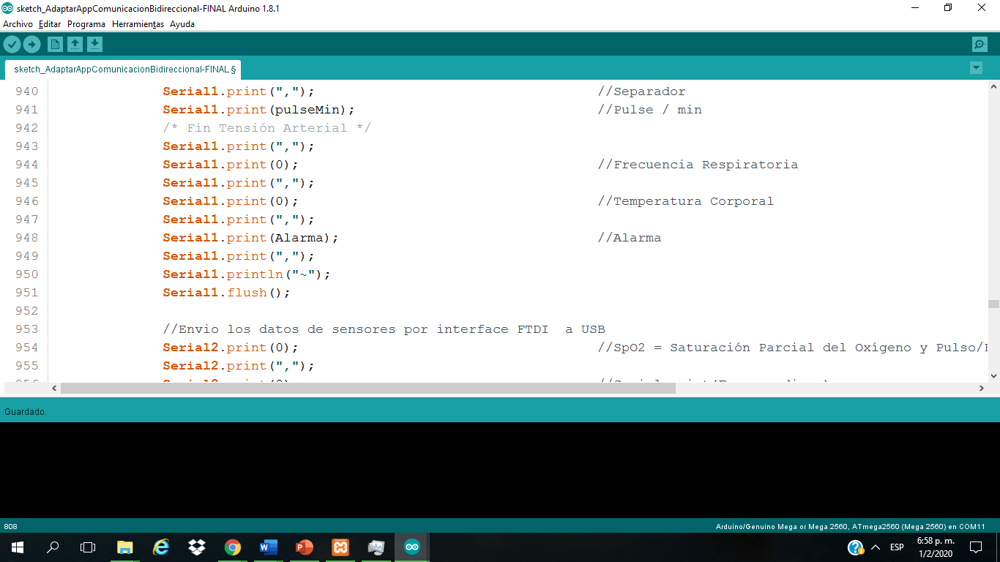 sketch_AdaptarAppComunicacionBidireccional-FINAL Arduino 1.8.1
Archivo Editar Programa Herramientas Ayuda
sketch_AdaptarAppComunicacionBidireccional-FINAL §
940 Serial1.print(","); //Separador
941 Serial1.print(pulseMin); //Pulse / min
942 /* Fin Tensión Arterial */
943 Serial1.print(",");
944 Serial1.print(0); //Frecuencia Respiratoria
945 Serial1.print(",");
946 Serial1.print(0); //Temperatura Corporal
947 Serial1.print(",");
948 Serial1.print(Alarma); //Alarma
949 Serial1.print(",");
950 Serial1.println("~");
951 Serial1.flush();
952
953 //Envio los datos de sensores por interface FTDI  a USB
954 Serial2.print(0); //SpO2 = Saturación Parcial del Oxígeno y Pulso/
955 Serial2.print(",");
Guardado.
808
Arduino/Genuino Mega or Mega 2560, ATmega2560 (Mega 2560) en COM11
ESP
6:58 p. m.
1/2/2020